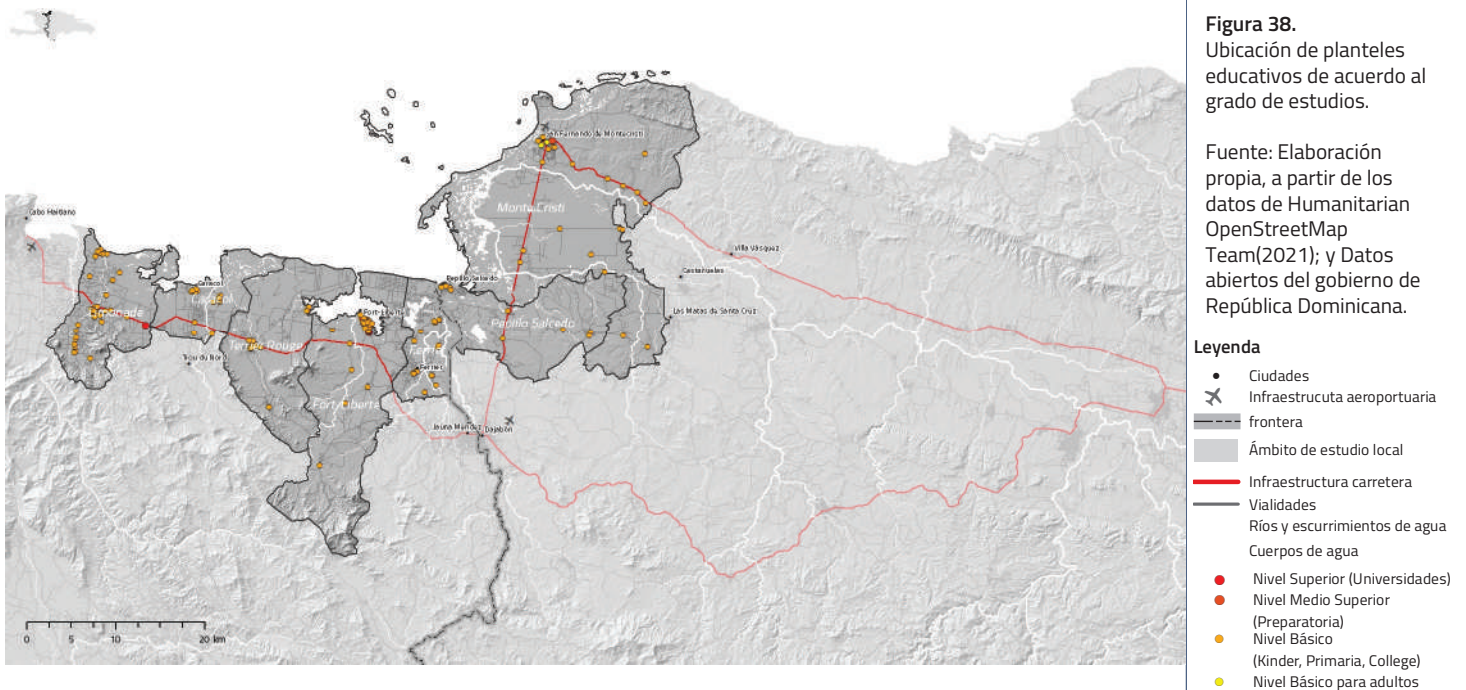 Cabo Haitiano
San Fernando de Montecristi
Monte Cristi
Villa Vásquez
Castañuelas
Pepillo Salcedo
Las Matas de Santa Cruz
Pepillo Salcedo
Caracol
Caracol
Limonade
Fort-Liberté
Terrier Rouge
Trou du Nord
Ferrier
Fort Liberté
Dajabón
0 5 10 20 km
Figura 38.
Ubicación de planteles
educativos de acuerdo al
grado de estudios.
Fuente: Elaboración
propia, a partir de los
datos de Humanitarian
OpenStreetMap
Team(2021); y Datos
abiertos del gobierno de
República Dominicana.
Leyenda
Ciudades
Infraestrucuta aeroportuaria
frontera
Ámbito de estudio local
Infraestructura carretera
Vialidades
Ríos y escurrimientos de agua
Cuerpos de agua
Nivel Superior (Universidades)
Nivel Medio Superior
(Preparatoria)
Nivel Básico
(Kinder, Primaria, College)
Nivel Básico para adultos